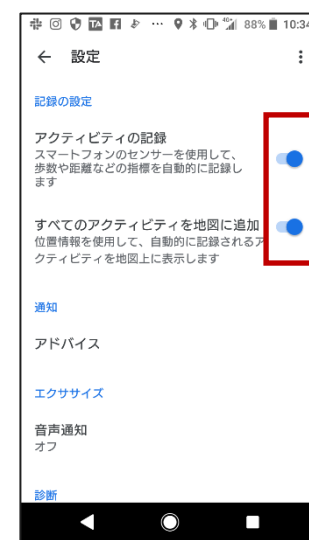 88% 10:34
← 設定
記録の設定
アクティビティの記録
スマートフォンのセンサーを使用して、
歩数や距離などの指標を自動的に記録し
ます
すべてのアクティビティを地図に追加
位置情報を使用して、自動的に記録されるア
クティビティを地図上に表示します
通知
アドバイス
エクササイズ
音声通知
オフ
診断